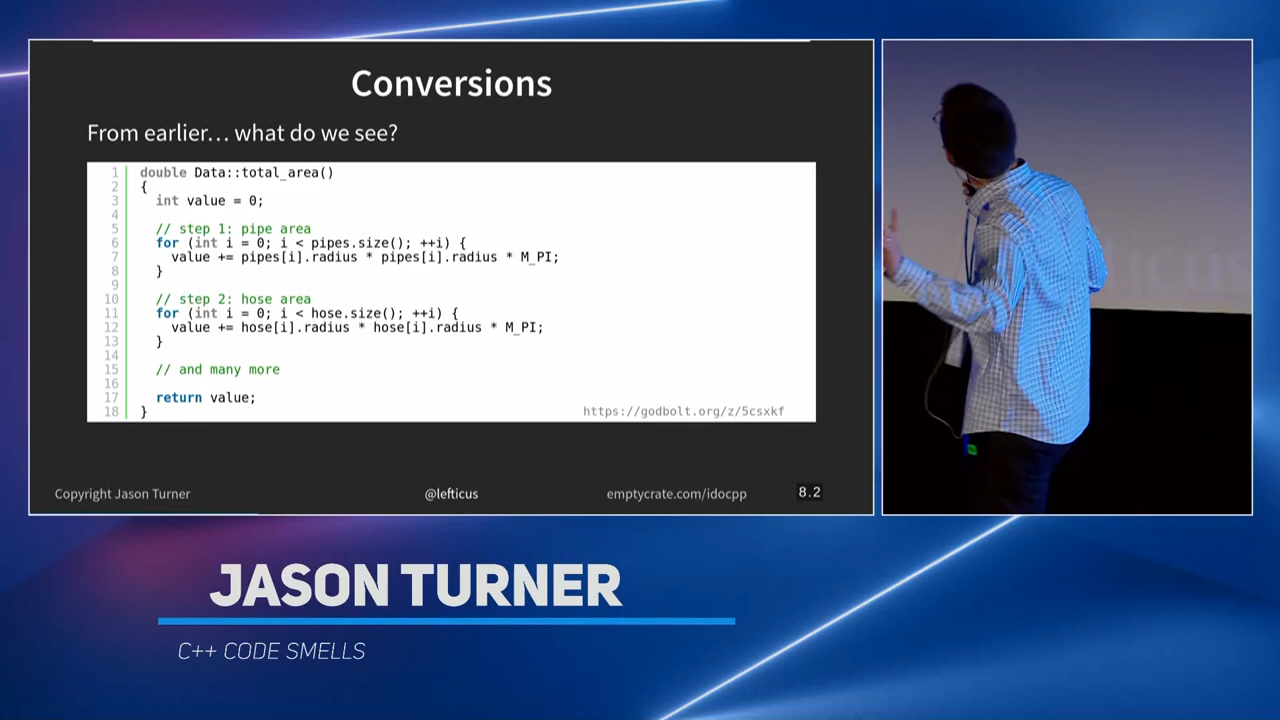 Conversions
From earlier… what do we see?
1 double Data::total_area()
2 {
3 int value = 0;
4
5 // step 1: pipe area
6 for (int i = 0; i < pipes.size(); ++i) {
7 value += pipes[i].radius * pipes[i].radius * M_PI;
8 }
9
10 // step 2: hose area
11 for (int i = 0; i < hose.size(); ++i) {
12 value += hose[i].radius * hose[i].radius * M_PI;
13 }
14
15 // and many more
16
17 return value;
18 }
https://godbolt.org/z/5csxkf
Copyright Jason Turner
@lefticus
emptycrate.com/idocpp
8.2
JASON TURNER
C++ CODE SMELLS